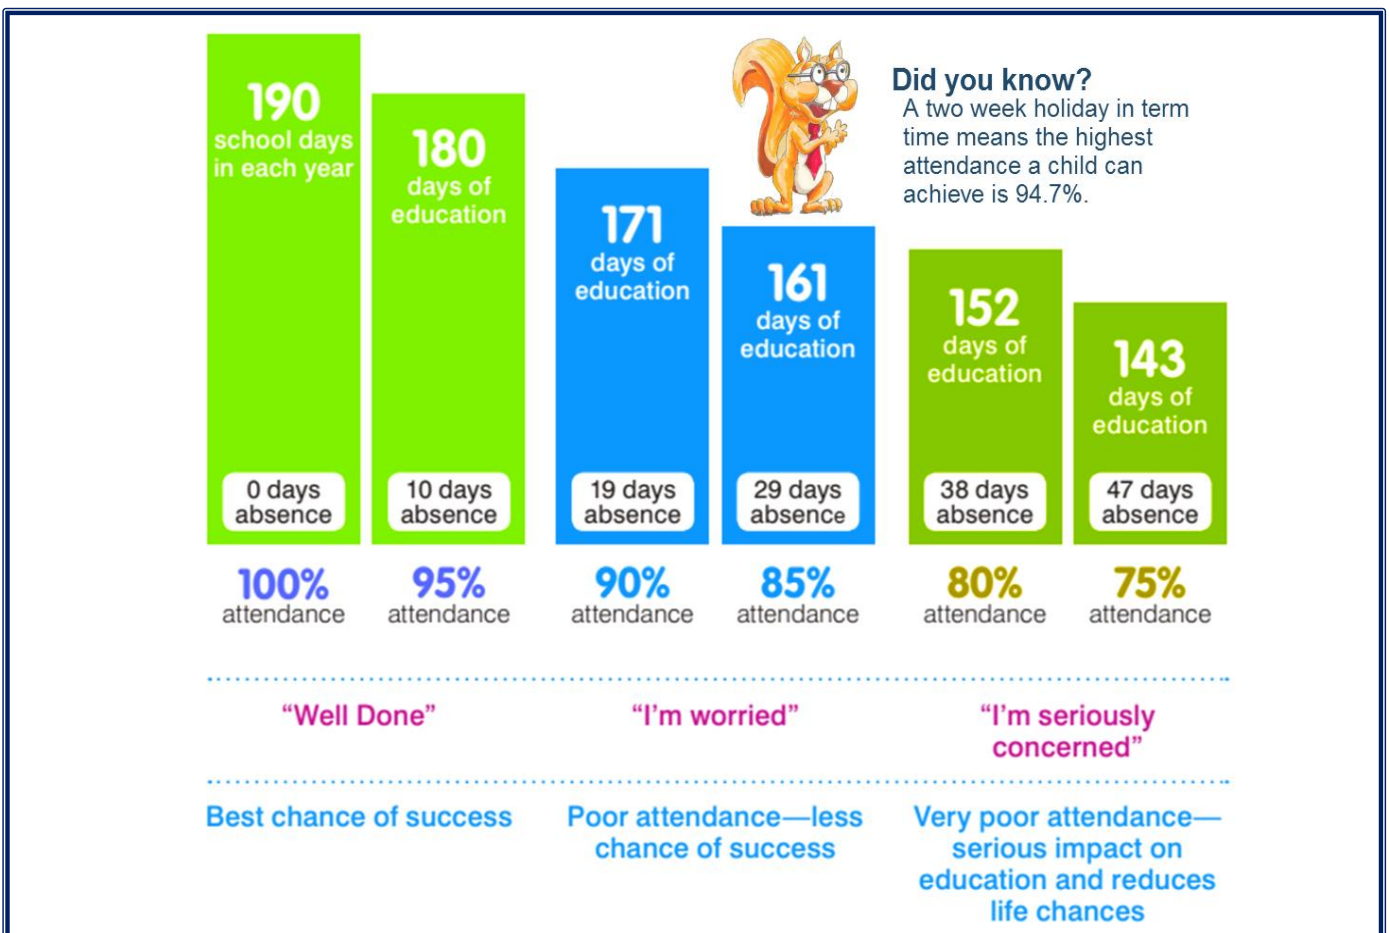 190
school days
in each year
0 days
absence
100%
attendance
180
days of
education
10 days
absence
95%
attendance
171
days of
education
19 days
absence
90%
attendance
161
days of
education
29 days
absence
85%
attendance
Did you know?
A two week holiday in term
time means the highest
attendance a child can
achieve is 94.7%.
152
days of
education
38 days
absence
80%
attendance
143
days of
education
47 days
absence
75%
attendance
“Well Done”
“I’m worried”
“I’m seriously
concerned”
Best chance of success
Poor attendance—less
chance of success
Very poor attendance—
serious impact on
education and reduces
life chances